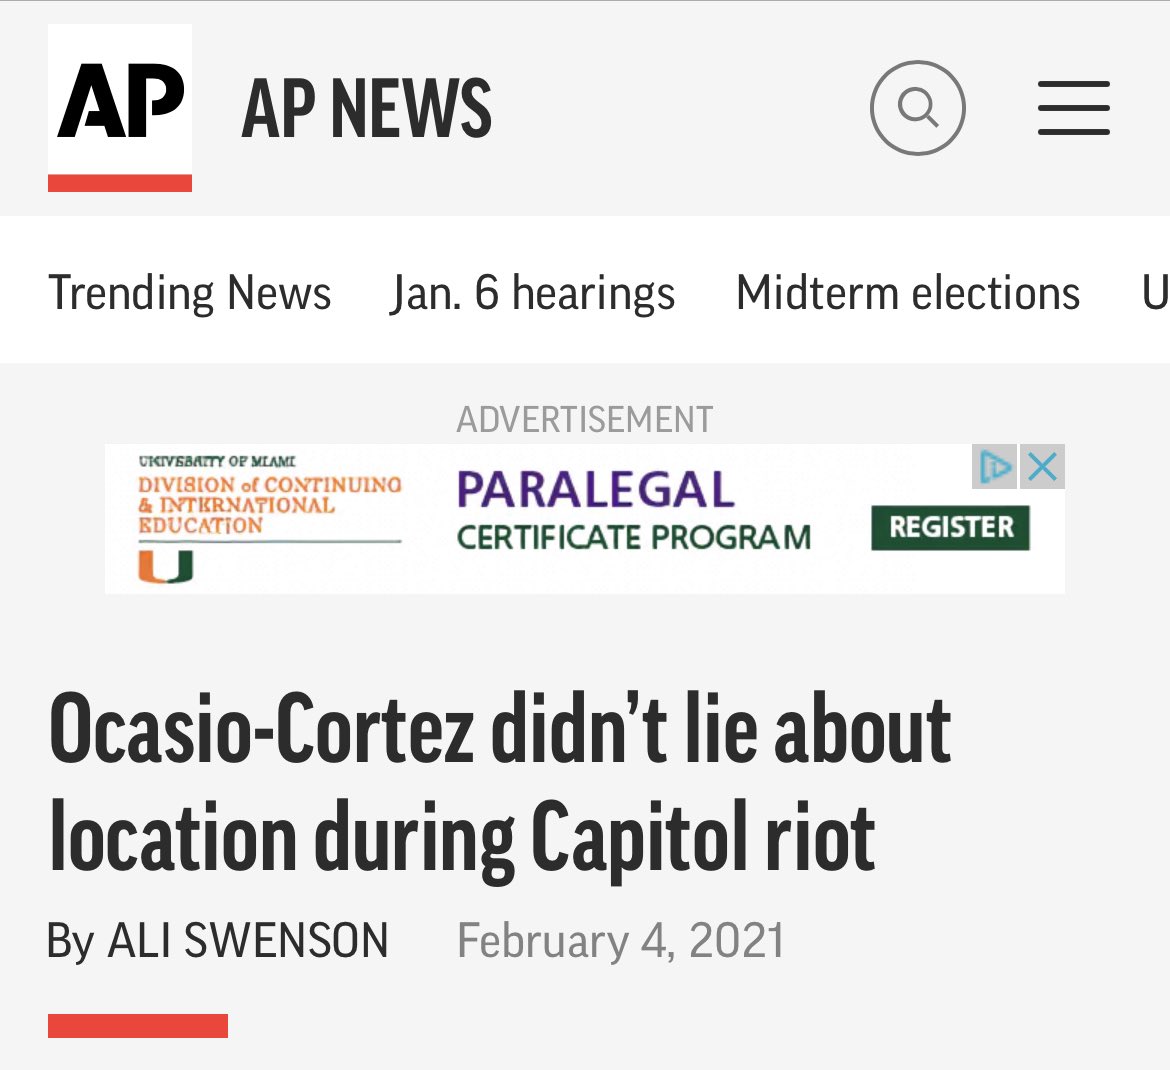 AP AP NEWS
Trending News Jan. 6 hearings Midterm elections U
ADVERTISEMENT
UNIVERSITY OF MIAMI
DIVISION of CONTINUING
& INTERNATIONAL
EDUCATION
U
PARALEGAL
CERTIFICATE PROGRAM
REGISTER
Ocasio-Cortez didn’t lie about
location during Capitol riot
By ALI SWENSON February 4, 2021